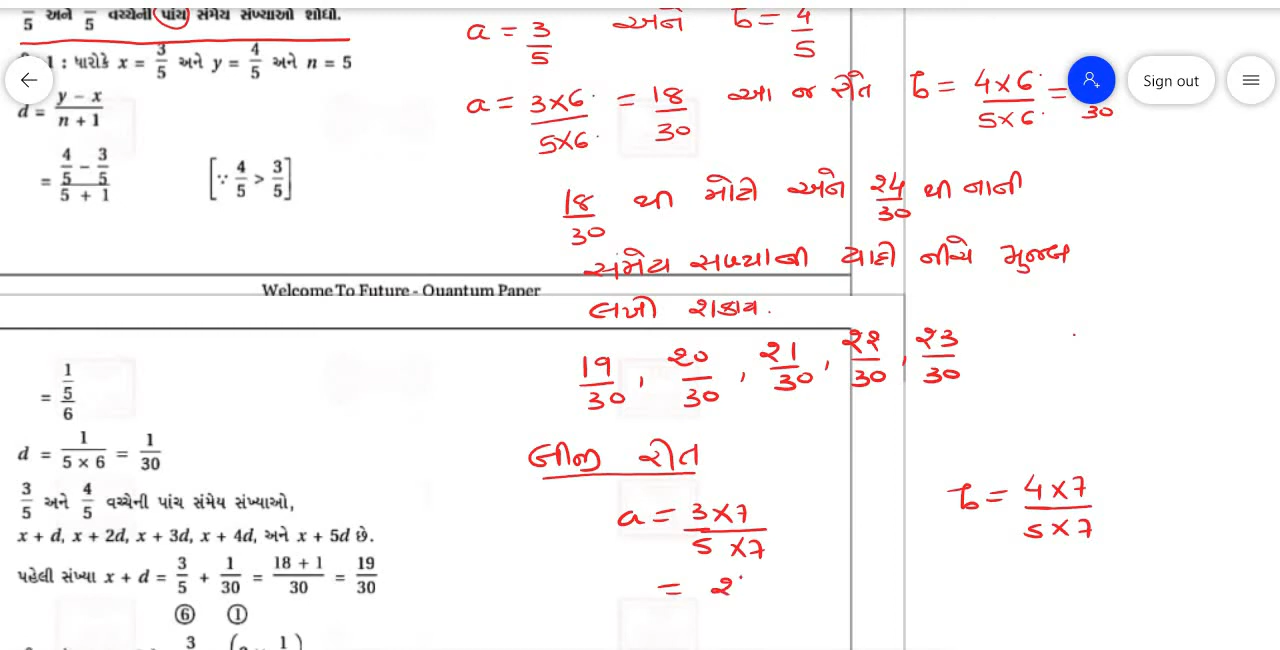 5 અને 5 વચ્ચેની પાંચ સંમેય સંખ્યાઓ શોધો.
1 : ધારોકે x = 3/5 અને y = 4/5 અને n = 5
d = (y - x)/(n + 1)
= (4/5 - 3/5)/(5 + 1) [∵ 4/5 > 3/5]
Welcome To Future - Quantum Paper
= 1/5/6
d = 1/(5 × 6) = 1/30
3/5 અને 4/5 વચ્ચેની પાંચ સંમેય સંખ્યાઓ,
x + d, x + 2d, x + 3d, x + 4d, અને x + 5d છે.
પહેલી સંખ્યા x + d = 3/5 + 1/30 = (18 + 1)/30 = 19/30
⑥ ①
3 1
a = 3/5 અને b = 4/5
a = 3×6/5×6 = 18/30 આ જ રીતે b = 4×6/5×6 = 30
Sign out
18/30 થી મોટી અને 24/30 થી નાની
સંમેય સંખ્યાની યાદી નીચે મુજબ
લખી શકાય.
19/30, 20/30, 21/30, 22/30, 23/30
બીજી રીત
a = 3×7/5×7 b = 4×7/5×7
= 2